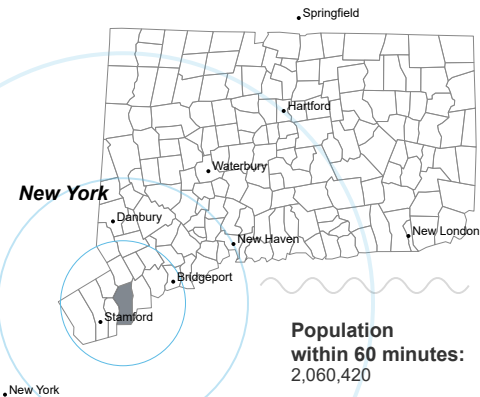 Springfield
Hartford
Waterbury
New York
Danbury
New Haven
New London
Bridgeport
Stamford
Population
within 60 minutes:
2,060,420
New York